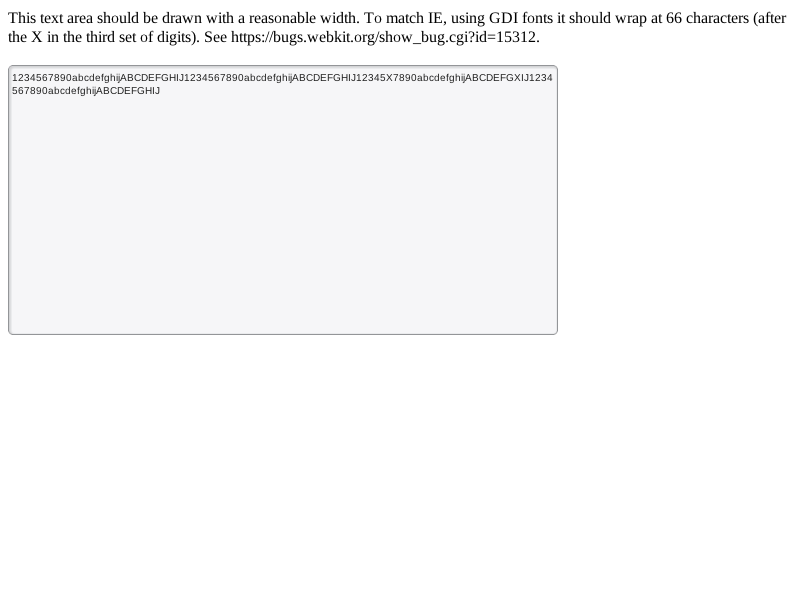 This text area should be drawn with a reasonable width. To match IE, using GDI fonts it should wrap at 66 characters (after
the X in the third set of digits). See https://bugs.webkit.org/show_bug.cgi?id=15312.
1234567890abcdefghijABCDEFGHIJ1234567890abcdefghijABCDEFGHIJ12345X7890abcdefghijABCDEFGXIJ1234
567890abcdefghijABCDEFGHIJ